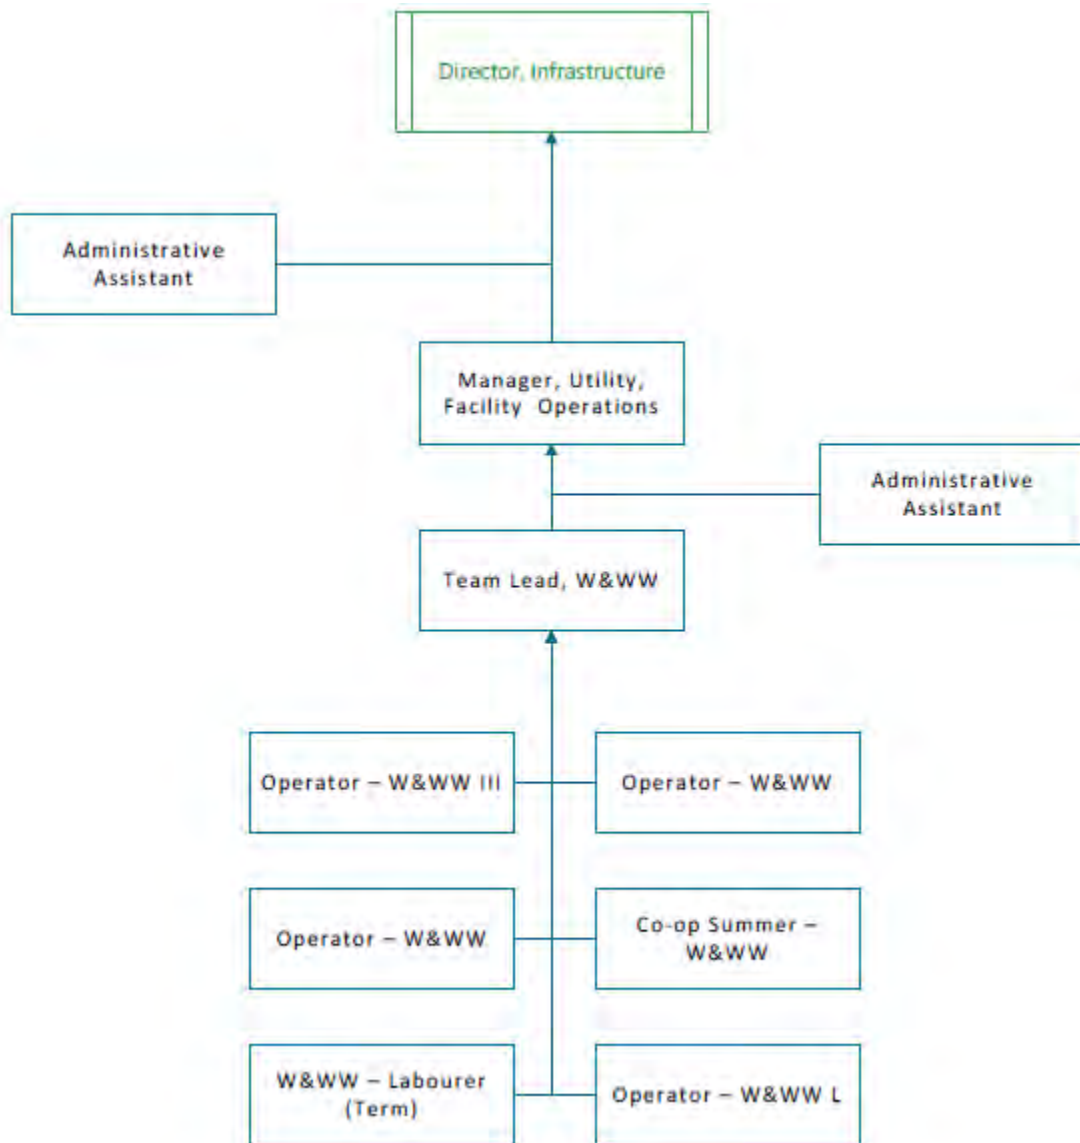 Director, Infrastructure
Administrative
Assistant
Manager, Utility,
Facility Operations
Administrative
Assistant
Team Lead, W&WW
Operator – W&WW III
Operator – W&WW
Operator – W&WW
Co-op Summer –
W&WW
W&WW – Labourer
(Term)
Operator – W&WW L